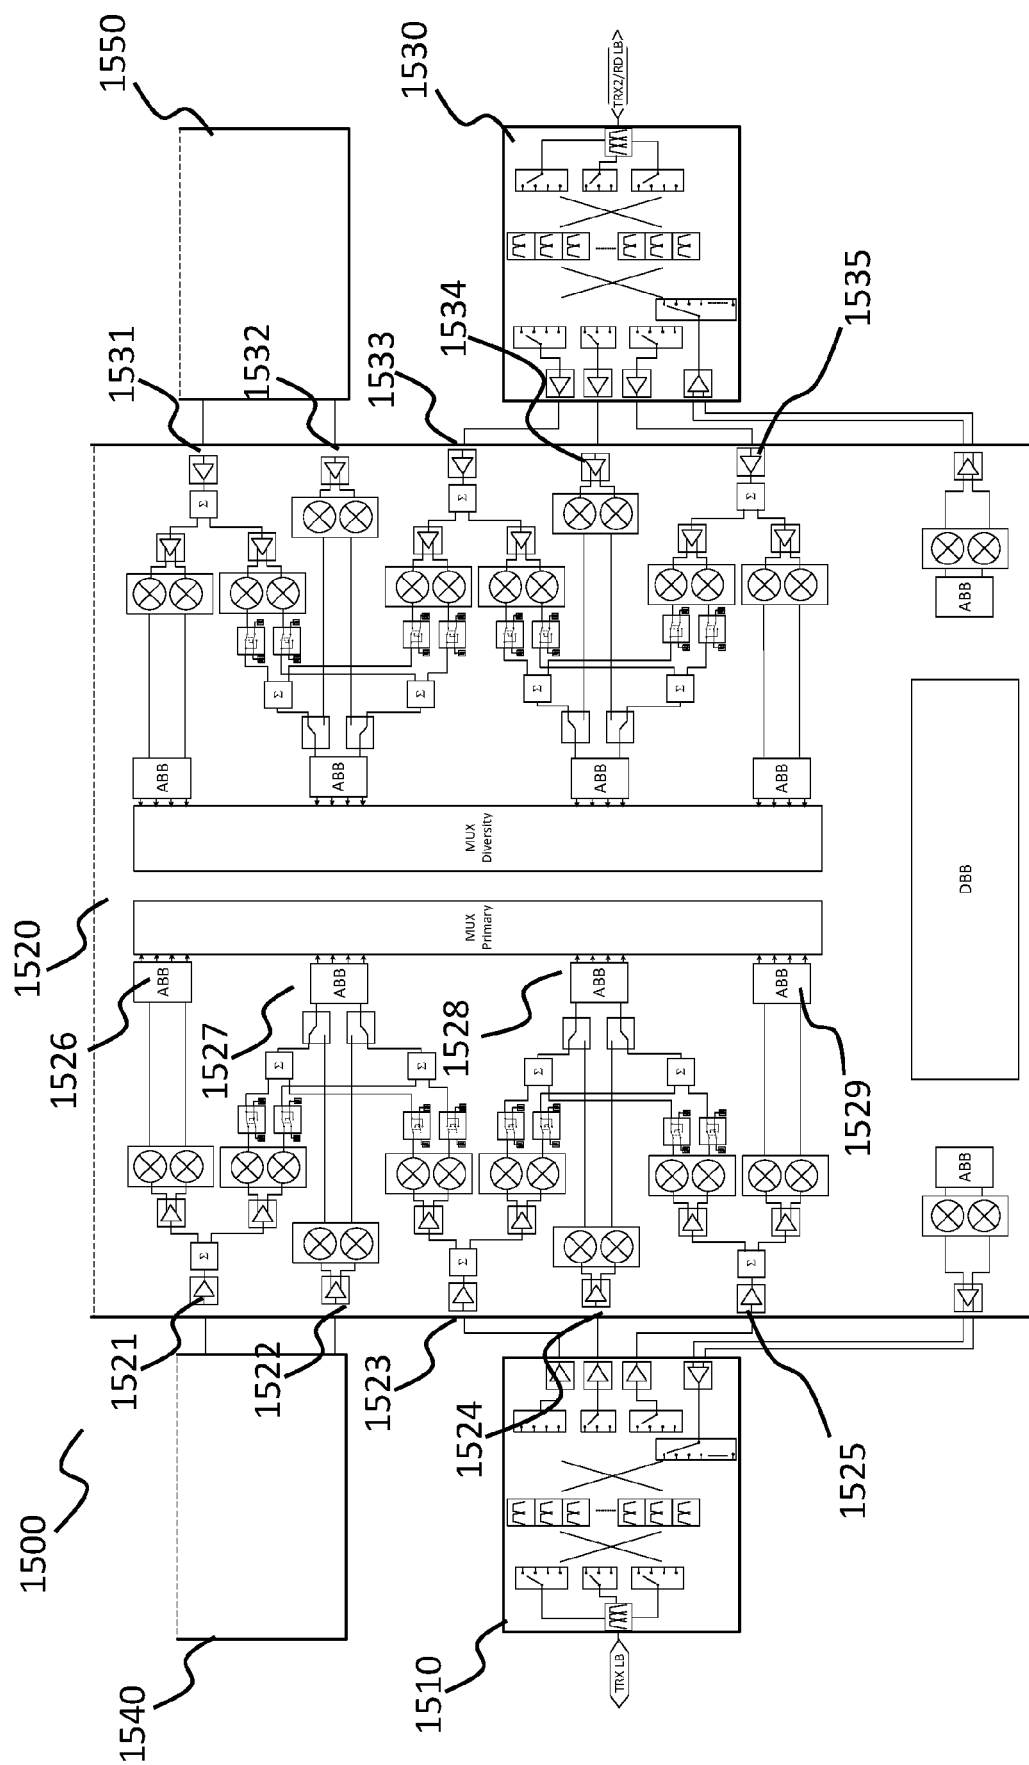 1500
1520
1526
1540
1521
1531
1550
ABB
ABB
Σ
Σ
1527
1522
1532
Σ
Σ
ABB
ABB
1523
1533
Σ
Σ
1510
1530
1528
Σ
Σ
1524
1534
MUX
Primary
MUX
Diversity
Σ
Σ
ABB
ABB
TRX LB
TRX2/RD LB
Σ
Σ
Σ
Σ
ABB
ABB
1525
1529
1535
ABB
DBB
ABB